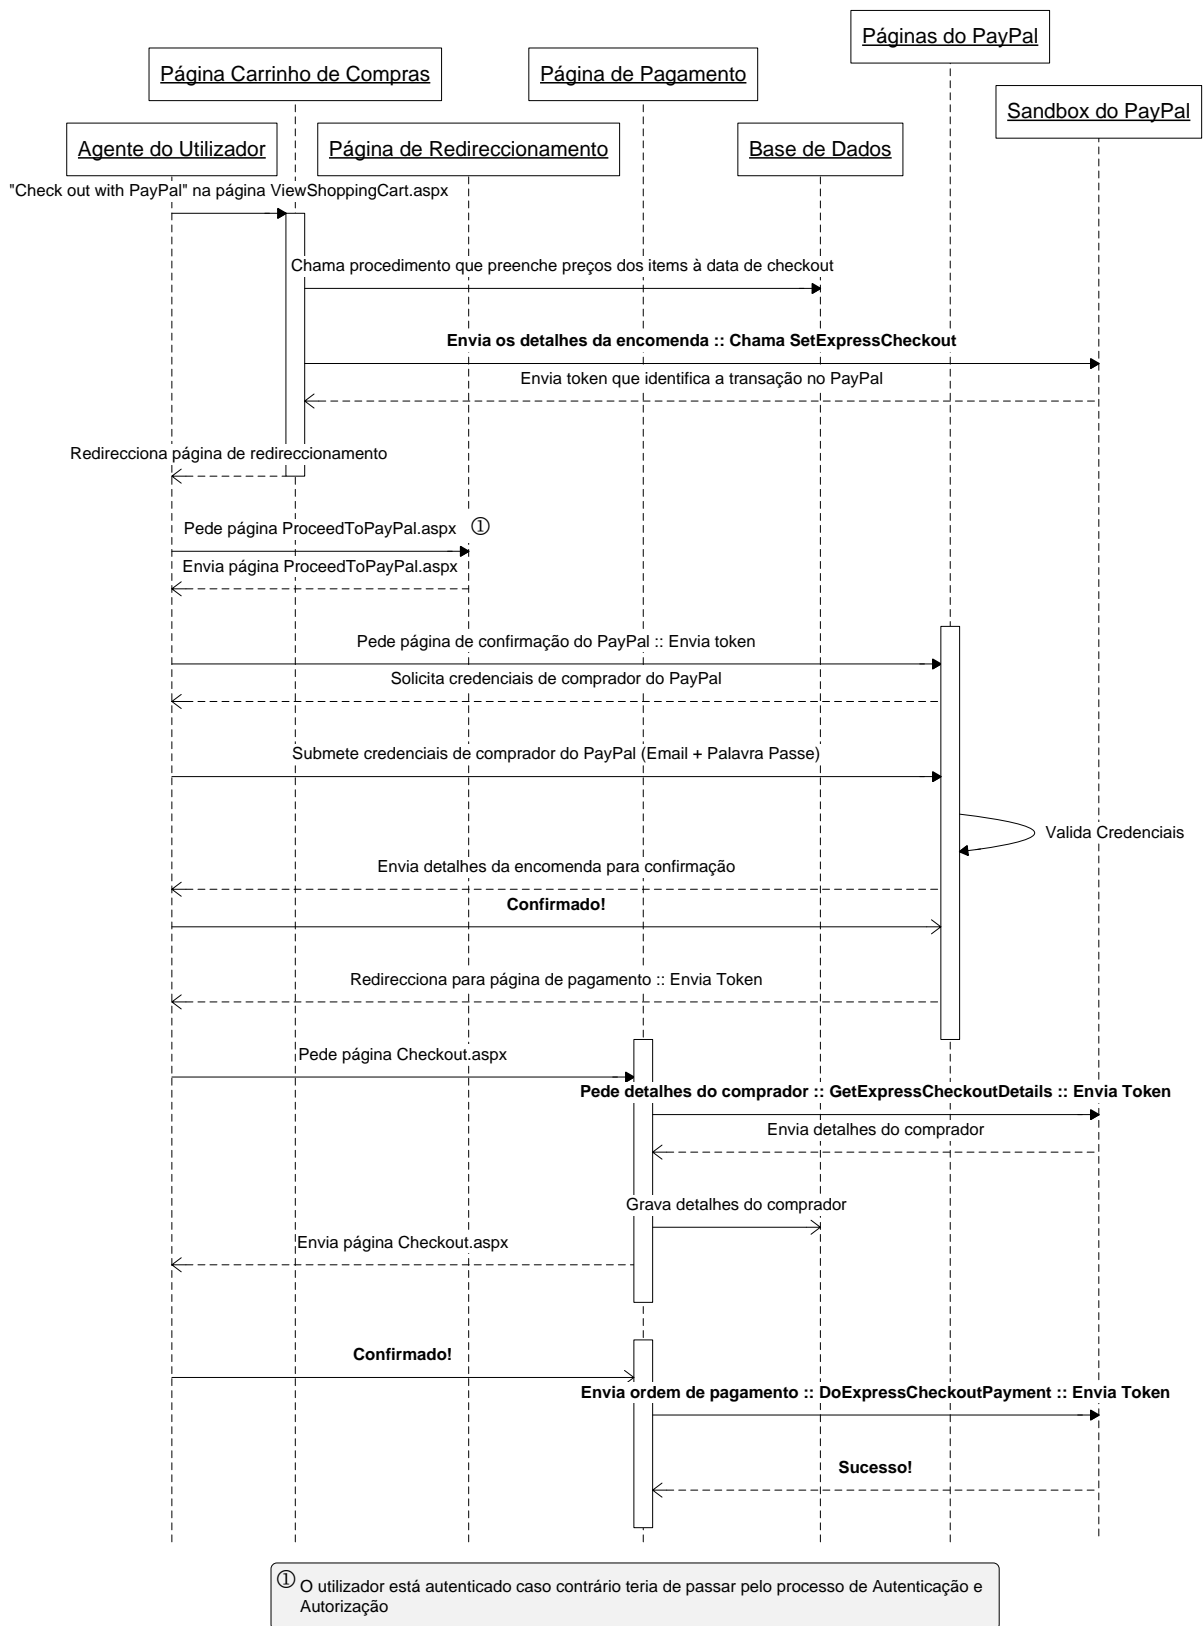 Páginas do PayPal
Página Carrinho de Compras
Página de Pagamento
Sandbox do PayPal
Agente do Utilizador
Página de Redireccionamento
Base de Dados
"Check out with PayPal" na página ViewShoppingCart.aspx
Chama procedimento que preenche preços dos items à data de checkout
Envia os detalhes da encomenda :: Chama SetExpressCheckout
Envia token que identifica a transação no PayPal
Redirecciona página de redireccionamento
Pede página ProceedToPayPal.aspx ①
Envia página ProceedToPayPal.aspx
Pede página de confirmação do PayPal :: Envia token
Solicita credenciais de comprador do PayPal
Submete credenciais de comprador do PayPal (Email + Palavra Passe)
Valida Credenciais
Envia detalhes da encomenda para confirmação
Confirmado!
Redirecciona para página de pagamento :: Envia Token
Pede página Checkout.aspx
Pede detalhes do comprador :: GetExpressCheckoutDetails :: Envia Token
Envia detalhes do comprador
Grava detalhes do comprador
Envia página Checkout.aspx
Confirmado!
Envia ordem de pagamento :: DoExpressCheckoutPayment :: Envia Token
Sucesso!
① O utilizador está autenticado caso contrário teria de passar pelo processo de Autenticação e
Autorização